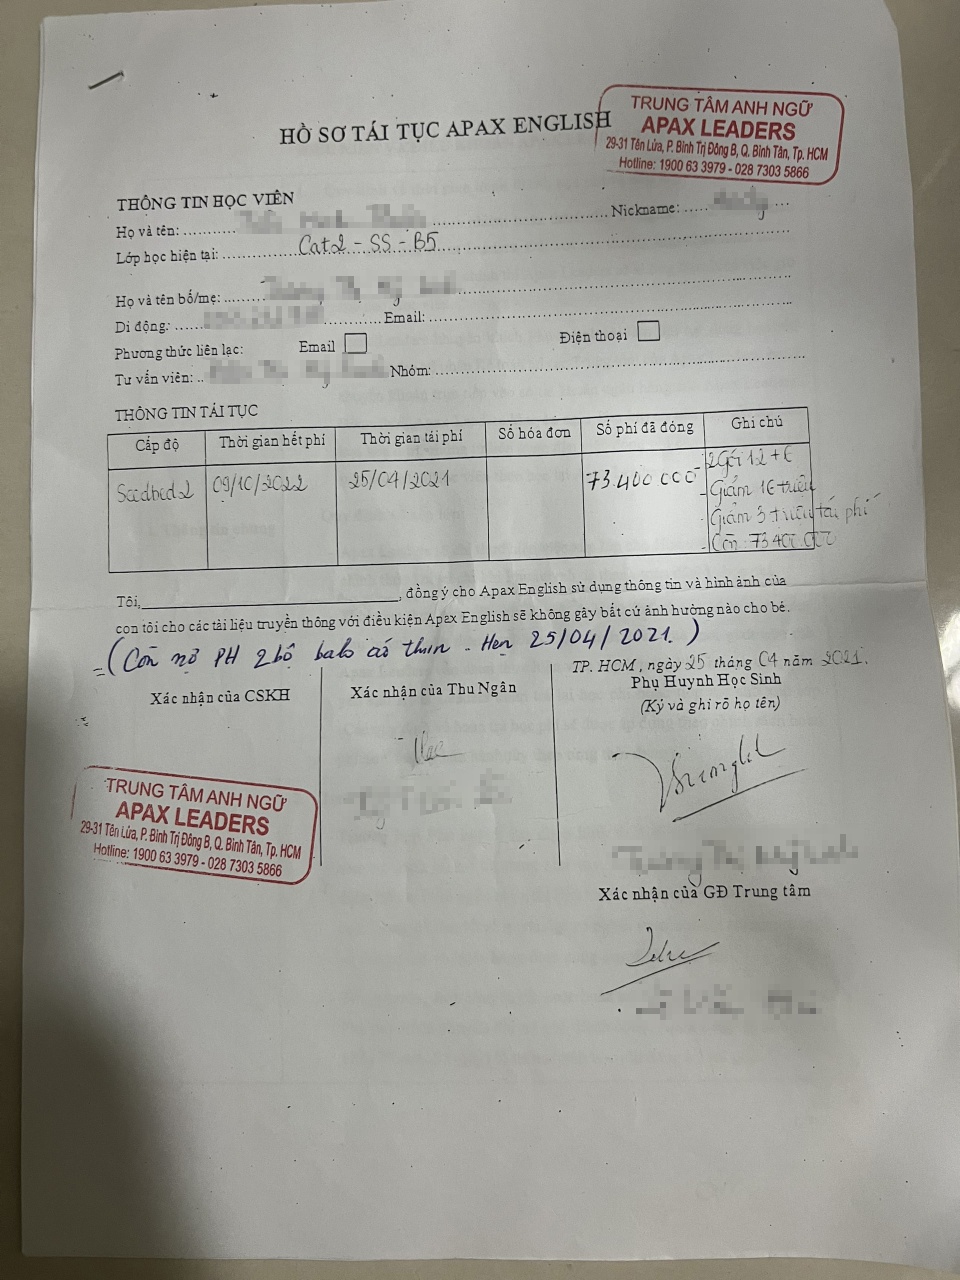 HỒ SƠ TÁI TỤC APAX ENGLISH
TRUNG TÂM ANH NGỮ
APAX LEADERS
29-31 Tên Lửa, P. Bình Trị Đông B, Q. Bình Tân, Tp. HCM
Hotline: 1900 63 3979 - 028 7303 5866
THÔNG TIN HỌC VIÊN
Họ và tên: Nickname:
Lớp học hiện tại: Cat2 - SS - B5
Họ và tên bố/mẹ:
Di động: Email:
Phương thức liên lạc: Email Điện thoại
Tư vấn viên: Nhóm:
THÔNG TIN TÁI TỤC
Cấp độ Thời gian hết phí Thời gian tái phí Số hóa đơn Số phí đã đóng Ghi chú
Seedbed2 09/10/2022 25/04/2021 73.400 000 2 Gói 12+6
- Giảm 16 triệu
- Giảm 3 triệu tái phí
- Còn: 73 400.000
Tôi, , đồng ý cho Apax English sử dụng thông tin và hình ảnh của
con tôi cho các tài liệu truyền thông với điều kiện Apax English sẽ không gây bất cứ ảnh hưởng nào cho bé.
- (Còn nợ PH 2 bộ balo áo thun. Hẹn 25/04/2021.)
TP. HCM, ngày 25 tháng 04 năm 2021.
Xác nhận của CSKH Xác nhận của Thu Ngân Phụ Huynh Học Sinh
(Ký và ghi rõ họ tên)
TRUNG TÂM ANH NGỮ
APAX LEADERS
29-31 Tên Lửa, P. Bình Trị Đông B, Q. Bình Tân, Tp. HCM
Hotline: 1900 63 3979 - 028 7303 5866
Xác nhận của GĐ Trung tâm